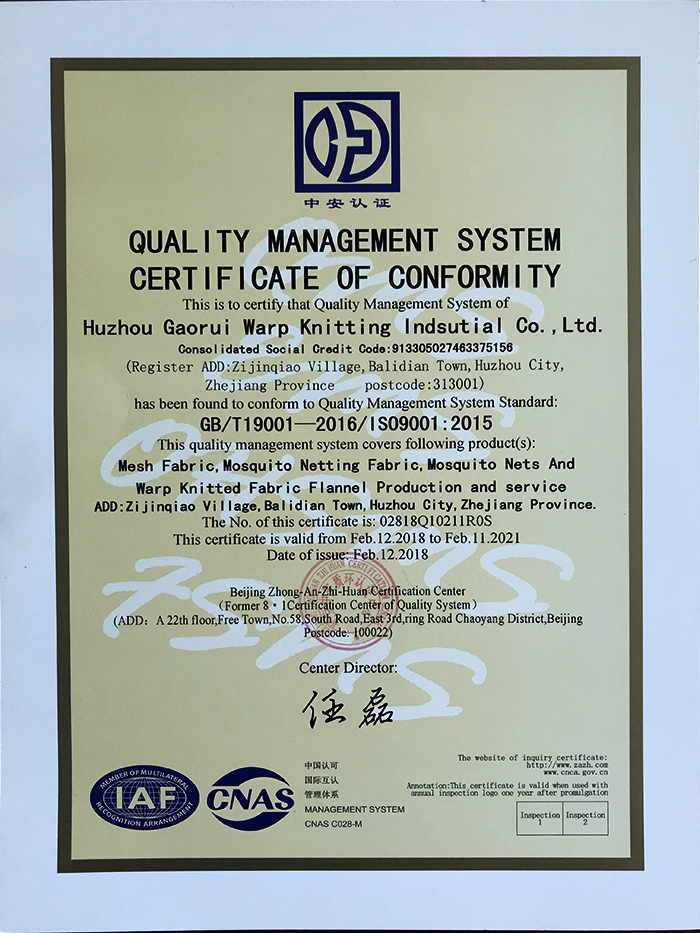 中安认证
QUALITY MANAGEMENT SYSTEM
CERTIFICATE OF CONFORMITY
This is to certify that Quality Management System of
Huzhou Gaorui Warp Knitting Indsutial Co.,Ltd.
Consolidated Social Credit Code:913305027463375156
(Register ADD:Zijinqiao Village,Balidian Town,Huzhou City,
Zhejiang Province postcode:313001)
has been found to conform to Quality Management System Standard:
GB/T19001—2016/ISO9001:2015
This quality management system covers following product(s):
Mesh Fabric,Mosquito Netting Fabric,Mosquito Nets And
Warp Knitted Fabric Flannel Production and service
ADD:Zijinqiao Village,Balidian Town,Huzhou City,Zhejiang Province.
The No. of this certificate is: 02818Q10211R0S
This certificate is valid from Feb.12.2018 to Feb.11.2021
Date of issue: Feb.12.2018
Beijing Zhong-An-Zhi-Huan Certification Center
(Former 8·1Certification Center of Quality System)
(ADD: A 22th floor,Free Town,No.58,South Road,East 3rd,ring Road Chaoyang District,Beijing
Postcode: 100022)
Center Director:
任磊
MEMBER OF MULTILATERAL
IAF
RECOGNITION ARRANGEMENT
CNAS
中国认可
国际互认
管理体系
MANAGEMENT SYSTEM
CNAS C028-M
The website of inquiry certificate:
http://www.zazh.com
www.cnca.gov.cn
Annotation:This certificate is valid when used with
annual inspection logo one year after promulgation
Inspection 1
Inspection 2